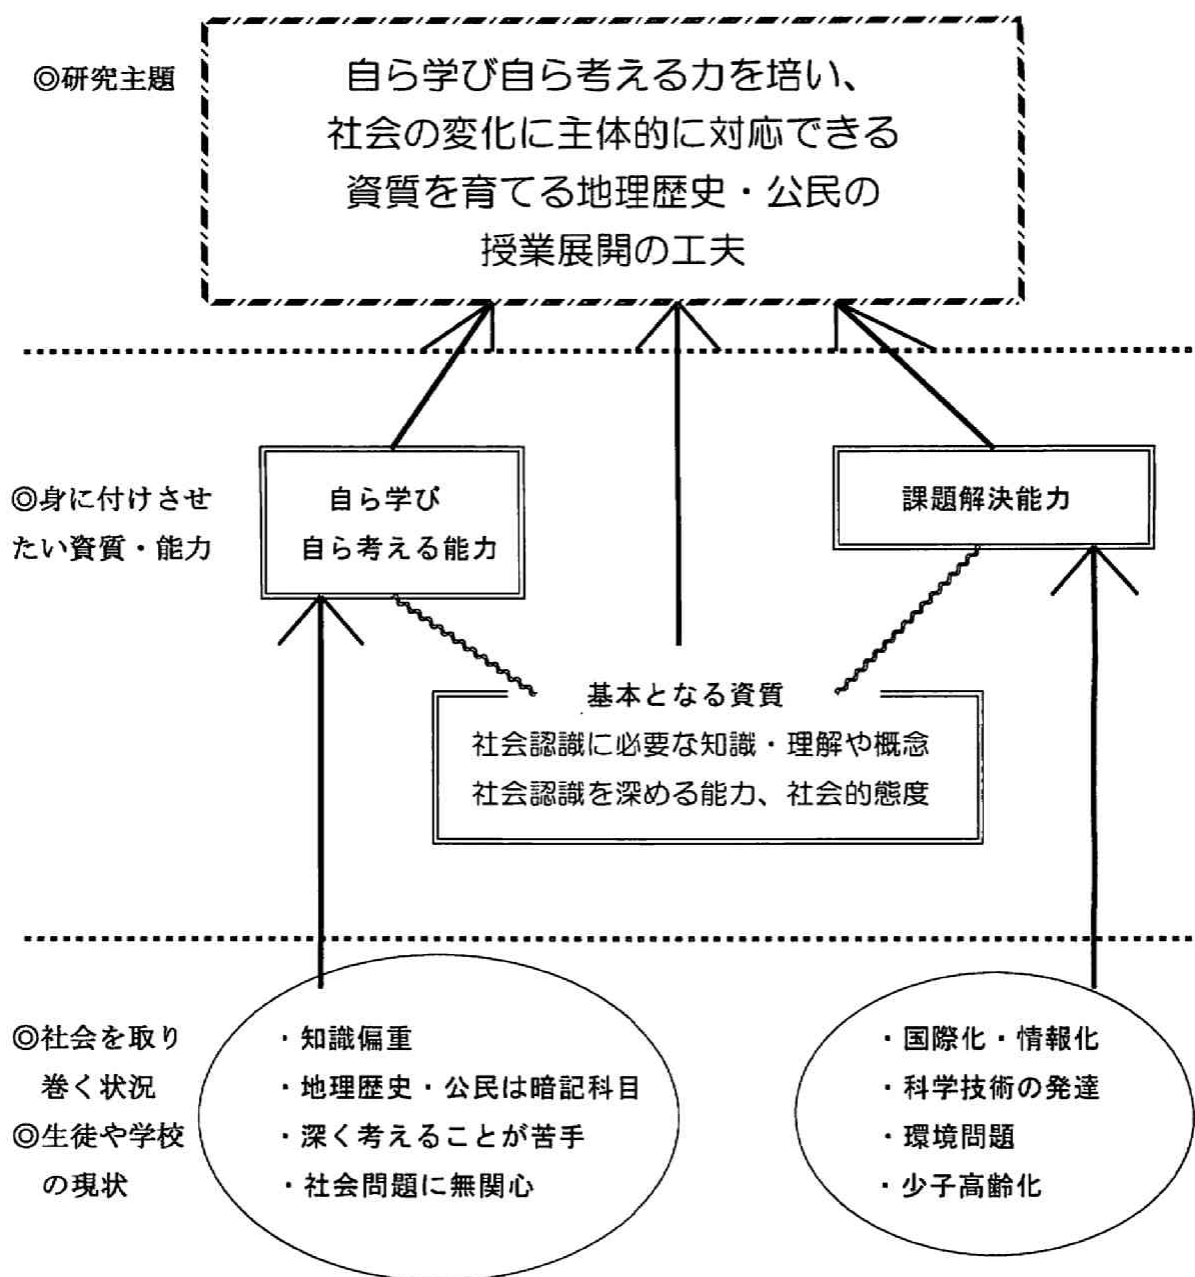 ◎研究主題
自ら学び自ら考える力を培い、
社会の変化に主体的に対応できる
資質を育てる地理歴史・公民の
授業展開の工夫
◎身に付けさせ
たい資質・能力
自ら学び
自ら考える能力
課題解決能力
基本となる資質
社会認識に必要な知識・理解や概念
社会認識を深める能力、社会的態度
◎社会を取り
巻く状況
◎生徒や学校
の現状
・知識偏重
・地理歴史・公民は暗記科目
・深く考えることが苦手
・社会問題に無関心
・国際化・情報化
・科学技術の発達
・環境問題
・少子高齢化